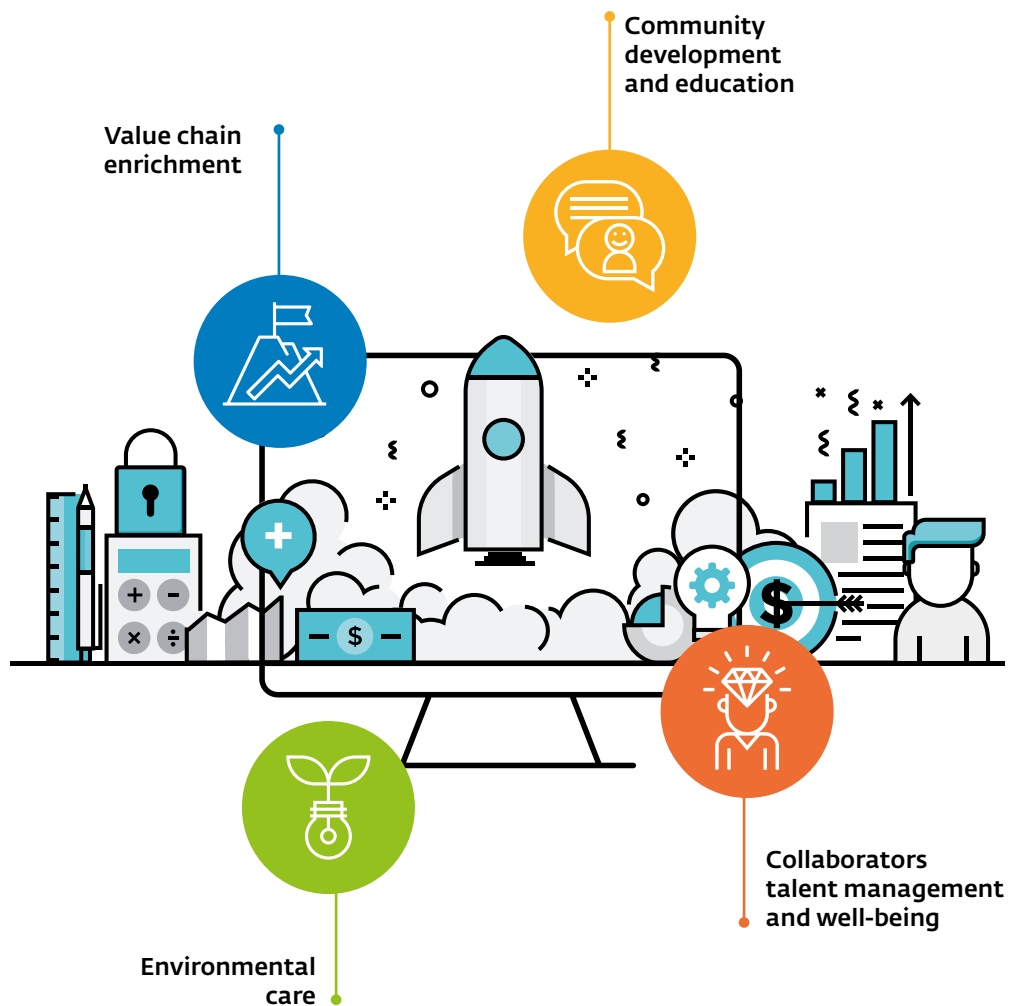 Community
development
and education
Value chain
enrichment
+ −
× ÷
$
$
Collaborators
talent management
and well-being
Environmental
care